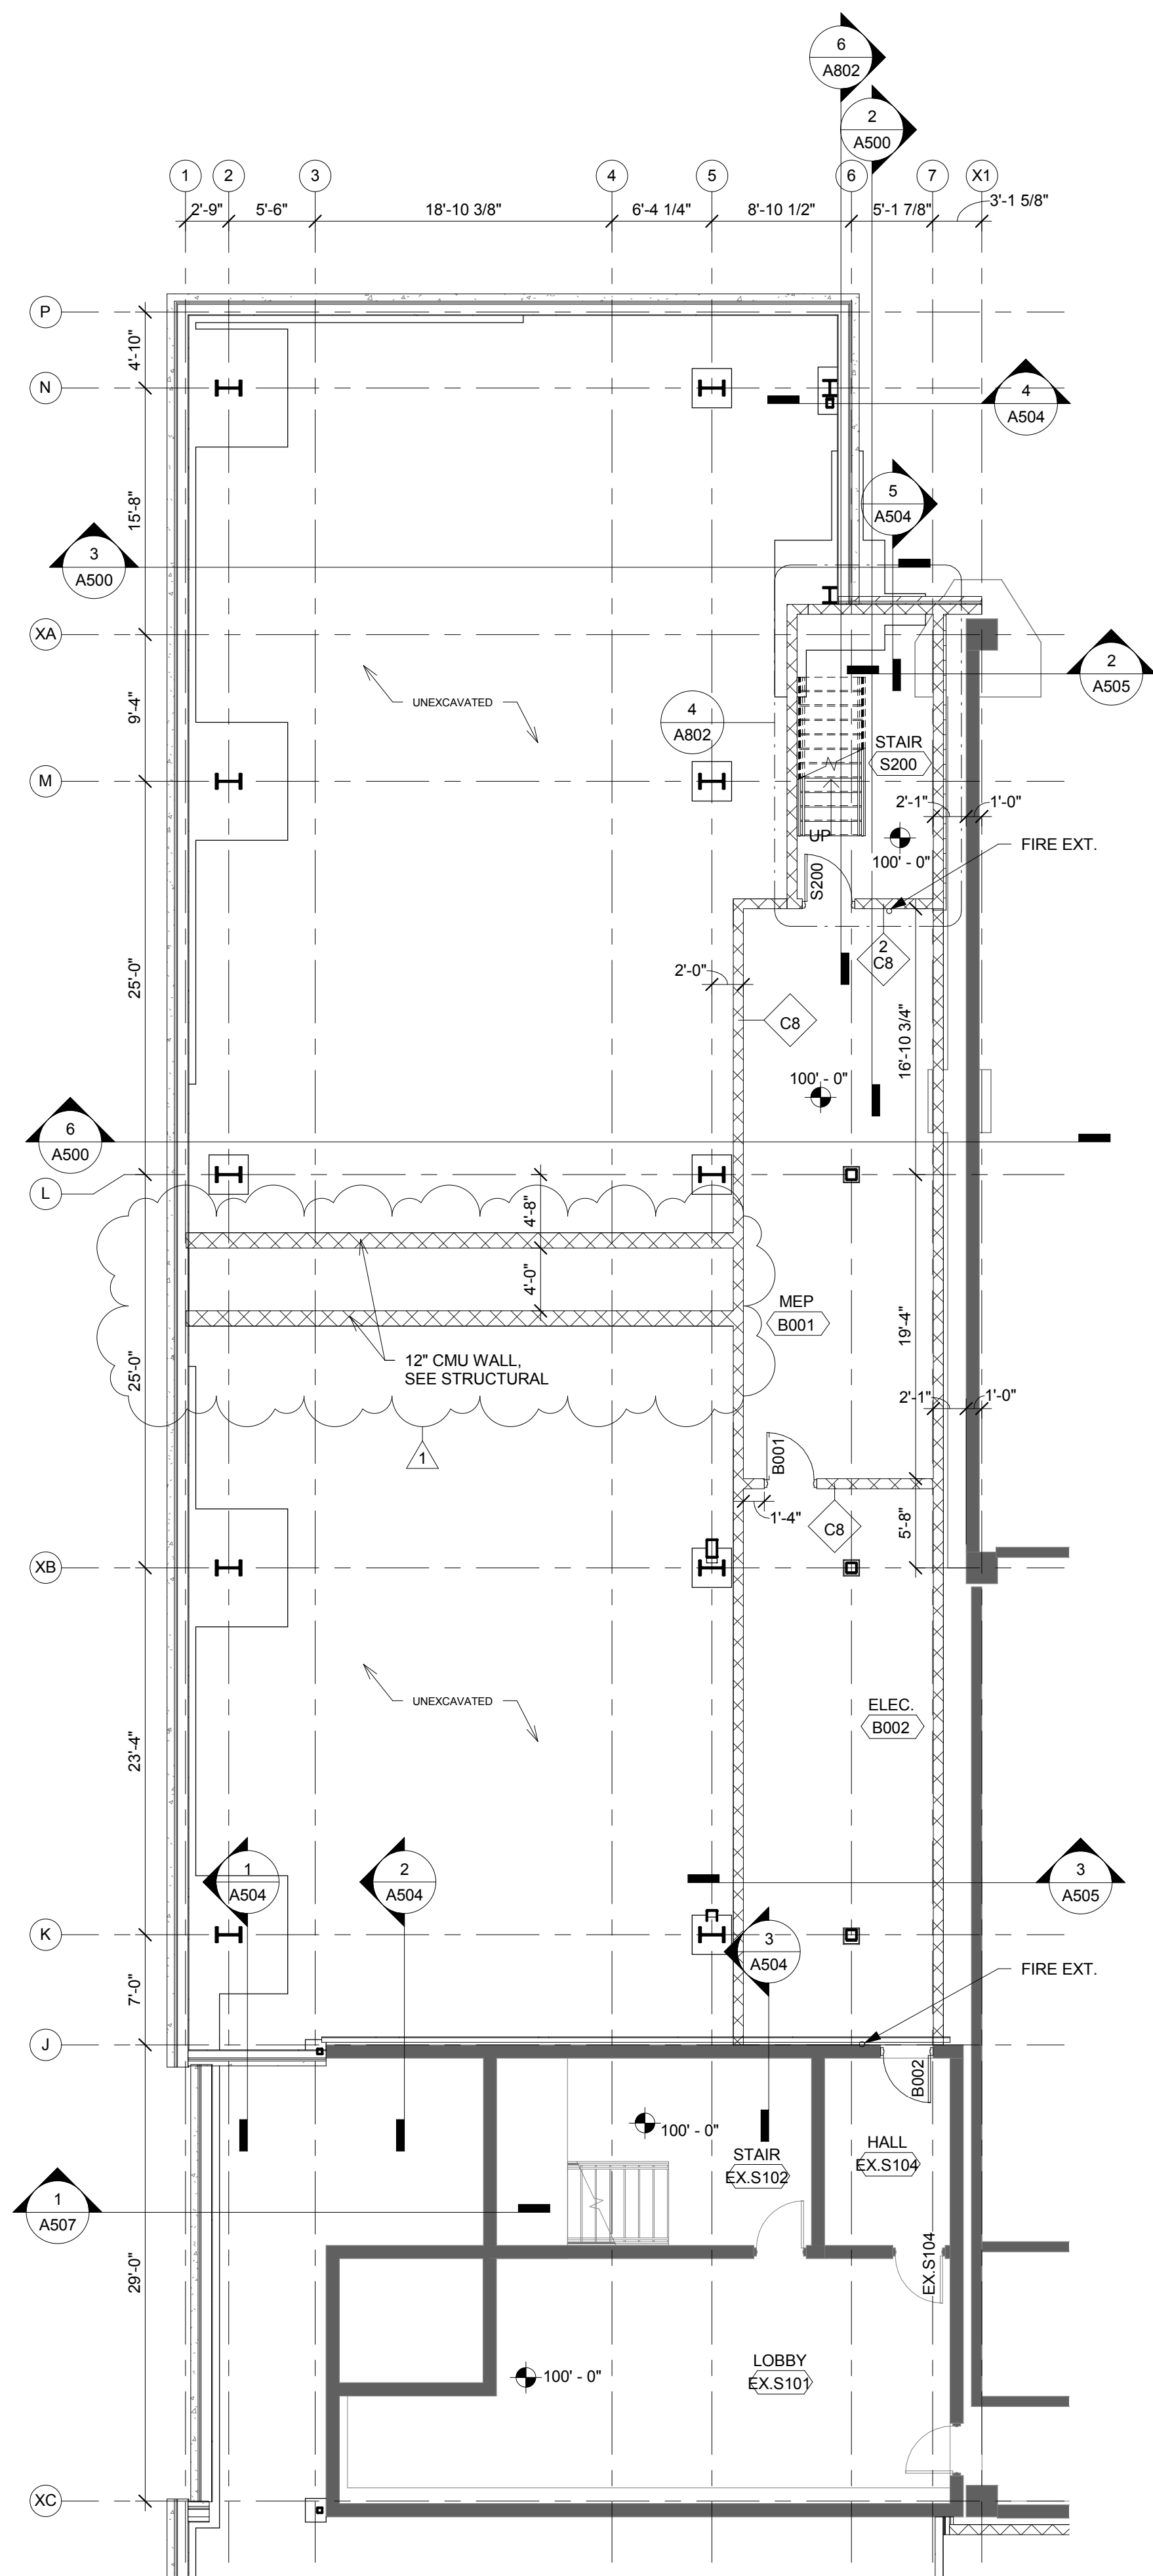 6
A802
2
A500
1
2
3
4
5
6
7
X1
2'-9"
5'-6"
18'-10 3/8"
6'-4 1/4"
8'-10 1/2"
5'-1 7/8"
3'-1 5/8"
P
4'-10"
N
4
A504
15'-8"
5
A504
3
A500
XA
2
A505
9'-4"
UNEXCAVATED
4
A802
STAIR
S200
M
2'-1"
1'-0"
UP
FIRE EXT.
100' - 0"
S200
2
C8
25'-0"
2'-0"
C8
16'-10 3/4"
100' - 0"
6
A500
L
4'-8"
4'-0"
MEP
B001
19'-4"
12" CMU WALL,
SEE STRUCTURAL
25'-0"
2'-1"
1'-0"
1
B001
1'-4"
C8
5'-8"
XB
UNEXCAVATED
ELEC.
B002
23'-4"
1
A504
2
A504
3
A505
K
3
A504
7'-0"
FIRE EXT.
J
B002
100' - 0"
STAIR
EX.S102
HALL
EX.S104
1
A507
EX.S104
29'-0"
LOBBY
EX.S101
100' - 0"
XC